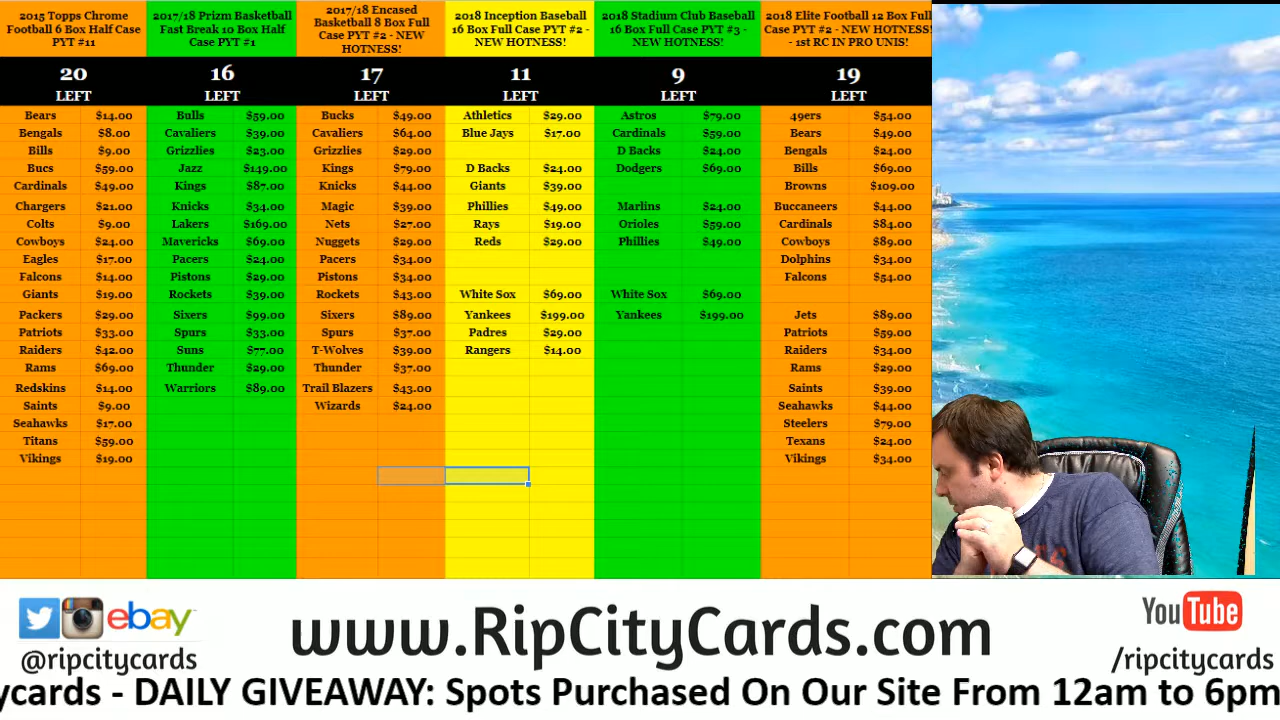 2015 Topps Chrome
Football 6 Box Half Case
PYT #11
20
LEFT
Bears $14.00
Bengals $8.00
Bills $9.00
Bucs $59.00
Cardinals $49.00
Chargers $21.00
Colts $9.00
Cowboys $24.00
Eagles $17.00
Falcons $14.00
Giants $19.00
Packers $29.00
Patriots $33.00
Raiders $42.00
Rams $69.00
Redskins $14.00
Saints $9.00
Seahawks $17.00
Titans $59.00
Vikings $19.00
2017/18 Prizm Basketball
Fast Break 10 Box Half
Case PYT #1
16
LEFT
Bulls $59.00
Cavaliers $39.00
Grizzlies $23.00
Jazz $149.00
Kings $87.00
Knicks $34.00
Lakers $169.00
Mavericks $69.00
Pacers $24.00
Pistons $29.00
Rockets $39.00
Sixers $99.00
Spurs $33.00
Suns $77.00
Thunder $29.00
Warriors $89.00
2017/18 Encased
Basketball 8 Box Full
Case PYT #2 - NEW
HOTNESS!
17
LEFT
Bucks $49.00
Cavaliers $64.00
Grizzlies $29.00
Kings $79.00
Knicks $44.00
Magic $39.00
Nets $27.00
Nuggets $29.00
Pacers $34.00
Pistons $34.00
Rockets $43.00
Sixers $89.00
Spurs $37.00
T-Wolves $39.00
Thunder $37.00
Trail Blazers $43.00
Wizards $24.00
2018 Inception Baseball
16 Box Full Case PYT #2 -
NEW HOTNESS!
11
LEFT
Athletics $29.00
Blue Jays $17.00
D Backs $24.00
Giants $39.00
Phillies $49.00
Rays $19.00
Reds $29.00
White Sox $69.00
Yankees $199.00
Padres $29.00
Rangers $14.00
2018 Stadium Club Baseball
16 Box Full Case PYT #3 -
NEW HOTNESS!
9
LEFT
Astros $79.00
Cardinals $59.00
D Backs $24.00
Dodgers $69.00
Marlins $24.00
Orioles $59.00
Phillies $49.00
White Sox $69.00
Yankees $199.00
2018 Elite Football 12 Box Full
Case PYT #2 - NEW HOTNESS!
- 1st RC IN PRO UNIS!
19
LEFT
49ers $54.00
Bears $49.00
Bengals $24.00
Bills $69.00
Browns $109.00
Buccaneers $44.00
Cardinals $84.00
Cowboys $89.00
Dolphins $34.00
Falcons $54.00
Jets $89.00
Patriots $59.00
Raiders $34.00
Rams $29.00
Saints $39.00
Seahawks $44.00
Steelers $79.00
Texans $24.00
Vikings $34.00
ebay
@ripcitycards
www.RipCityCards.com
YouTube
/ripcitycards
ycards - DAILY GIVEAWAY: Spots Purchased On Our Site From 12am to 6pm